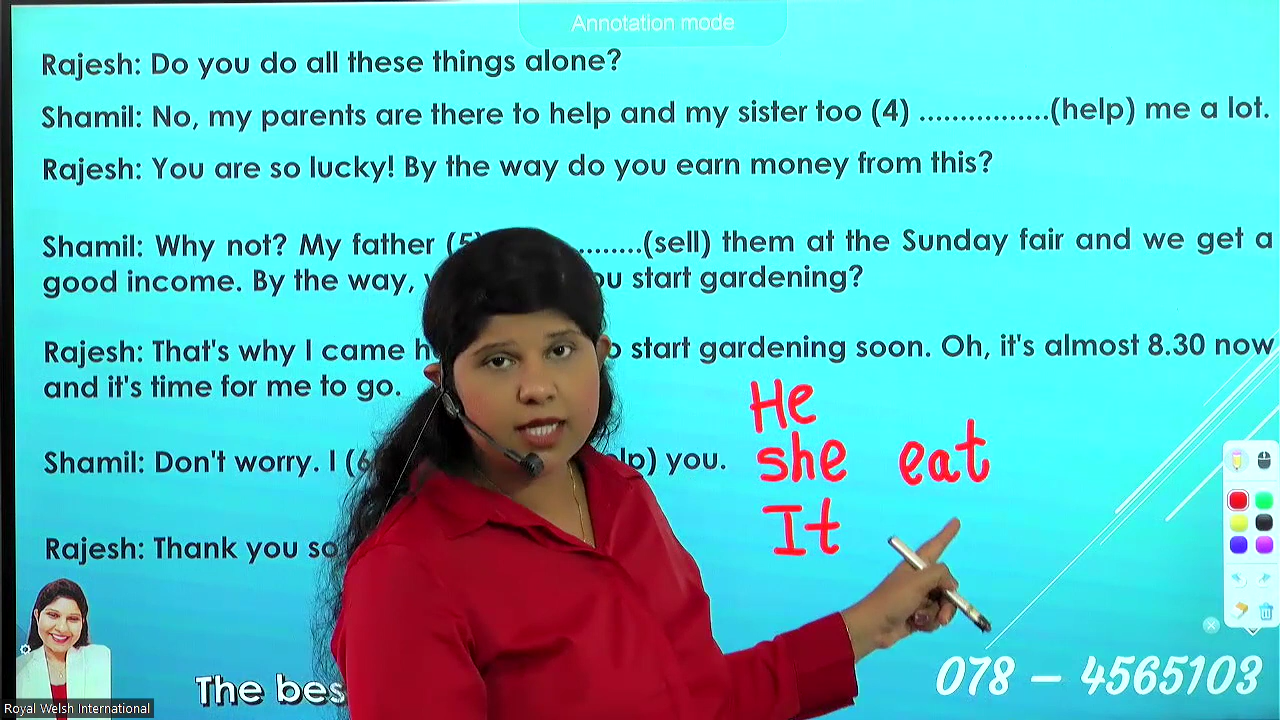 Annotation mode
Rajesh: Do you do all these things alone?
Shamil: No, my parents are there to help and my sister too (4) ................(help) me a lot.
Rajesh: You are so lucky! By the way do you earn money from this?
Shamil: Why not? My father (5) .........(sell) them at the Sunday fair and we get a
good income. By the way, start gardening?
Rajesh: That's why I came start gardening soon. Oh, it's almost 8.30 now
and it's time for me to go.
Shamil: Don't worry. I (6 you.
Rajesh: Thank you so
He
she eat
It
The
078 – 4565103
Royal Welsh International